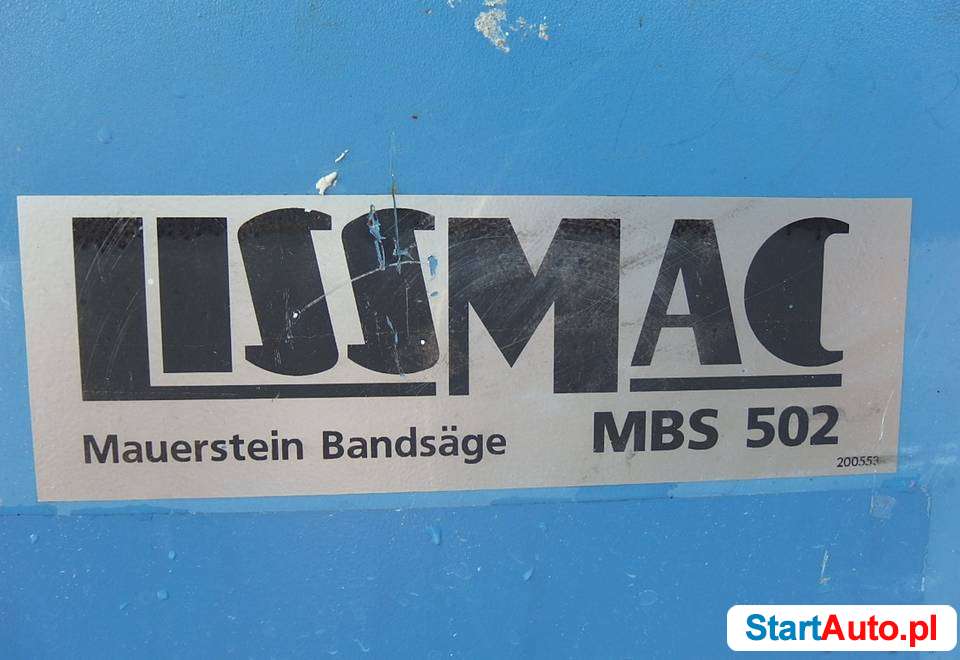 LISSMAC
Mauerstein Bandsäge
MBS 502
200553
StartAuto.pl